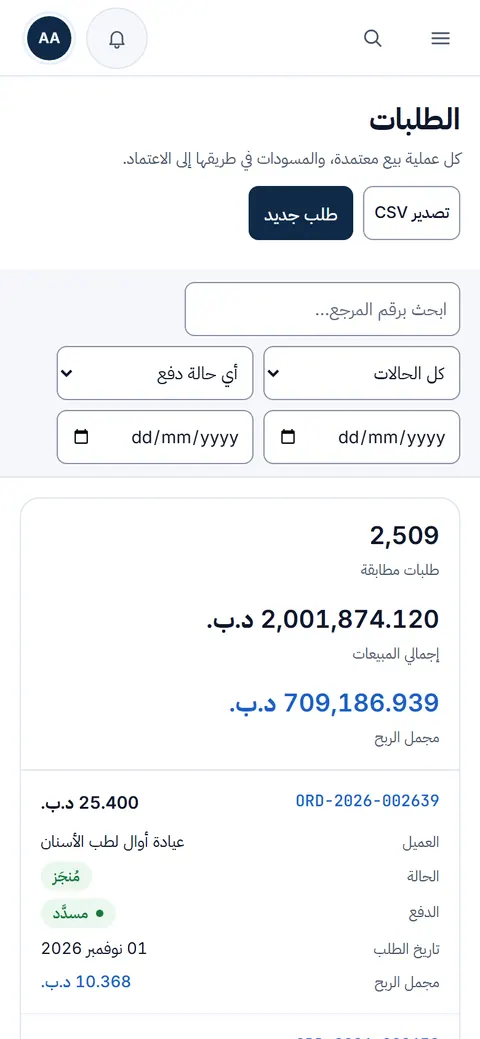 AA
الطلبات
كل عملية بيع معتمدة، والمسودات في طريقها إلى الاعتماد.
تصدير CSV
طلب جديد
ابحث برقم المرجع...
كل الحالات
أي حالة دفع
dd/mm/yyyy
dd/mm/yyyy
2,509
طلبات مطابقة
2,001,874.120 د.ب.
إجمالي المبيعات
709,186.939 د.ب.
مجمل الربح
ORD-2026-002639
25.400 د.ب.
العميل
عيادة أوال لطب الأسنان
الحالة
مُنجَز
الدفع
مسدَّد
تاريخ الطلب
01 نوفمبر 2026
مجمل الربح
10.368 د.ب.